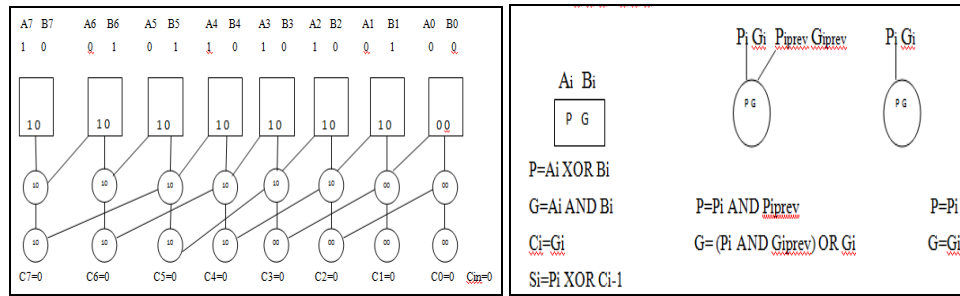 A7 B7 A6 B6 A5 B5 A4 B4 A3 B3 A2 B2 A1 B1 A0 B0
1 0 0 1 0 1 1 0 1 0 1 0 0 1 0 0
10 10 10 10 10 10 10 00
10 10 10 10 10 10 00 00
10 10 10 10 00 00 00 00
C7=0 C6=0 C5=0 C4=0 C3=0 C2=0 C1=0 C0=0 Cin=0
Pi Gi Piprev Giprev Pi Gi
Ai Bi
P G P G P G
P=Ai XOR Bi
G=Ai AND Bi P=Pi AND Piprev P=Pi
Ci=Gi G=(Pi AND Giprev) OR Gi G=Gi
Si=Pi XOR Ci-1